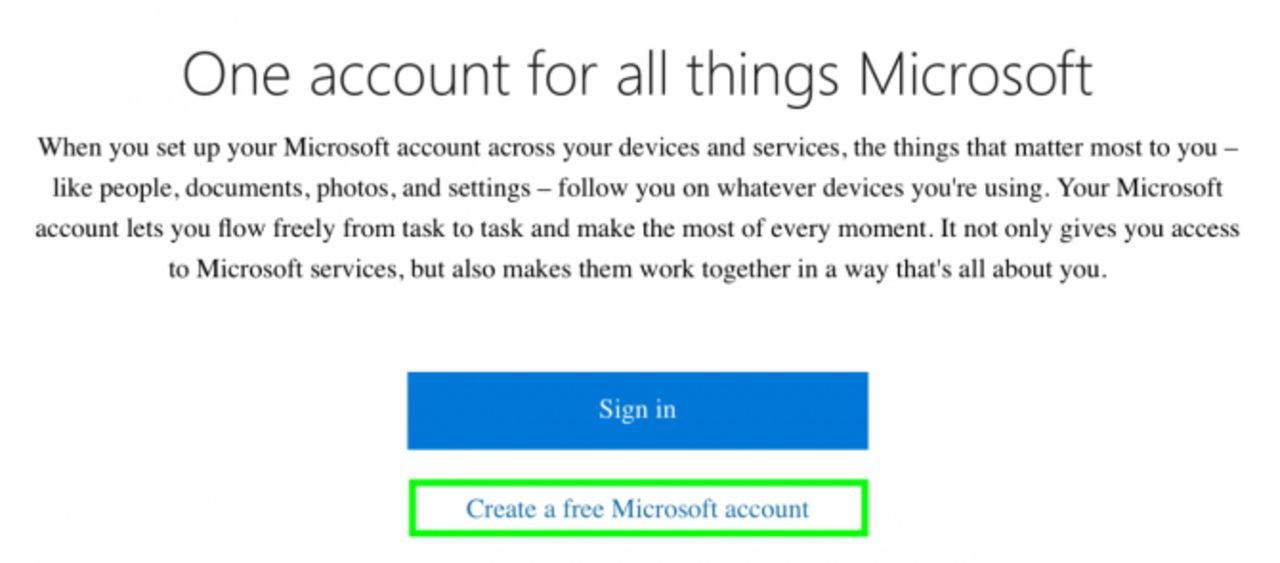 One account for all things Microsoft
When you set up your Microsoft account across your devices and services, the things that matter most to you –
like people, documents, photos, and settings – follow you on whatever devices you're using. Your Microsoft
account lets you flow freely from task to task and make the most of every moment. It not only gives you access
to Microsoft services, but also makes them work together in a way that's all about you.
Sign in
Create a free Microsoft account